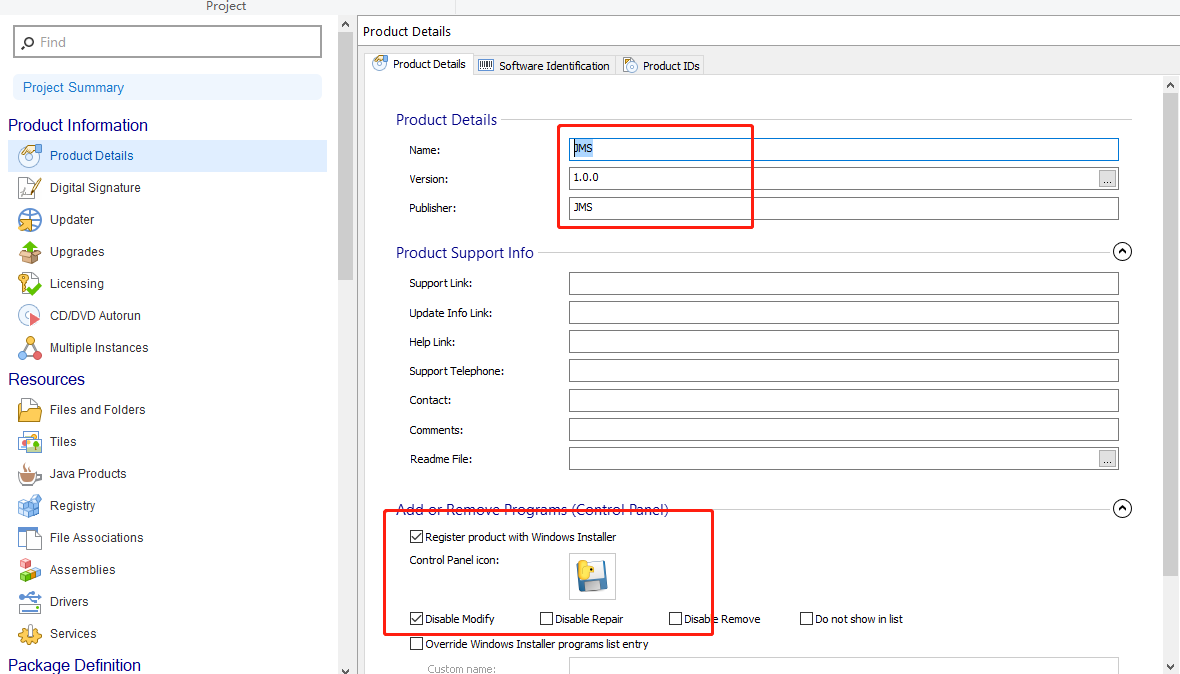 Project
Find
Project Summary
Product Information
Product Details
Digital Signature
Updater
Upgrades
Licensing
CD/DVD Autorun
Multiple Instances
Resources
Files and Folders
Tiles
Java Products
Registry
File Associations
Assemblies
Drivers
Services
Package Definition
Product Details
Product Details Software Identification Product IDs
Product Details
Name: JMS
Version: 1.0.0 ...
Publisher: JMS
Product Support Info
Support Link:
Update Info Link:
Help Link:
Support Telephone:
Contact:
Comments:
Readme File: ...
Add or Remove Programs (Control Panel)
Register product with Windows Installer
Control Panel icon:
Disable Modify Disable Repair Disable Remove Do not show in list
Override Windows Installer programs list entry
Custom name: